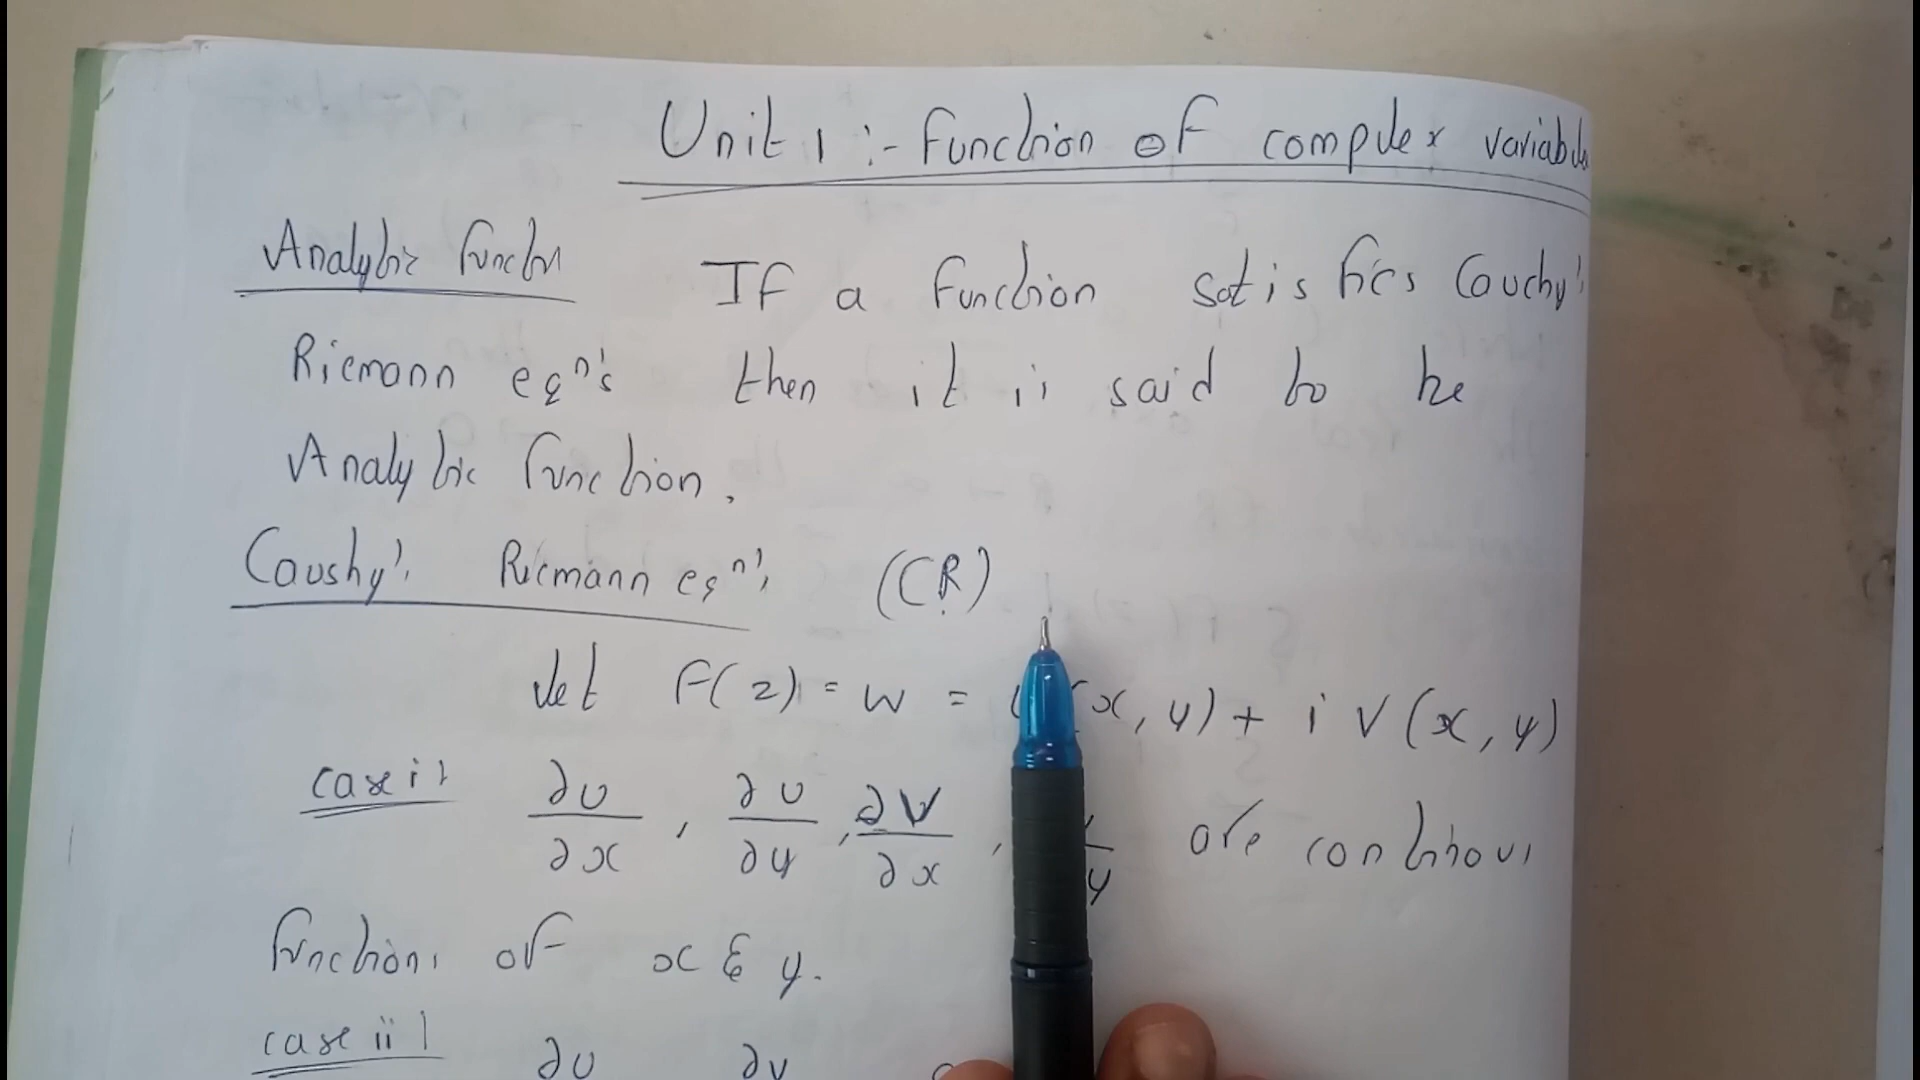 Unit 1 :- Function of complex variable
Analytic function If a function satisfies Cauchy's
Riemann eqn's then it is said to be
Analytic function.
Caushy's Riemann eqn's (CR)
Let F(z) = w = (x, y) + i V(x, y)
case i) ∂u/∂x , ∂u/∂y , ∂V/∂x , y are continous
functions of x & y.
case ii) ∂u ∂v